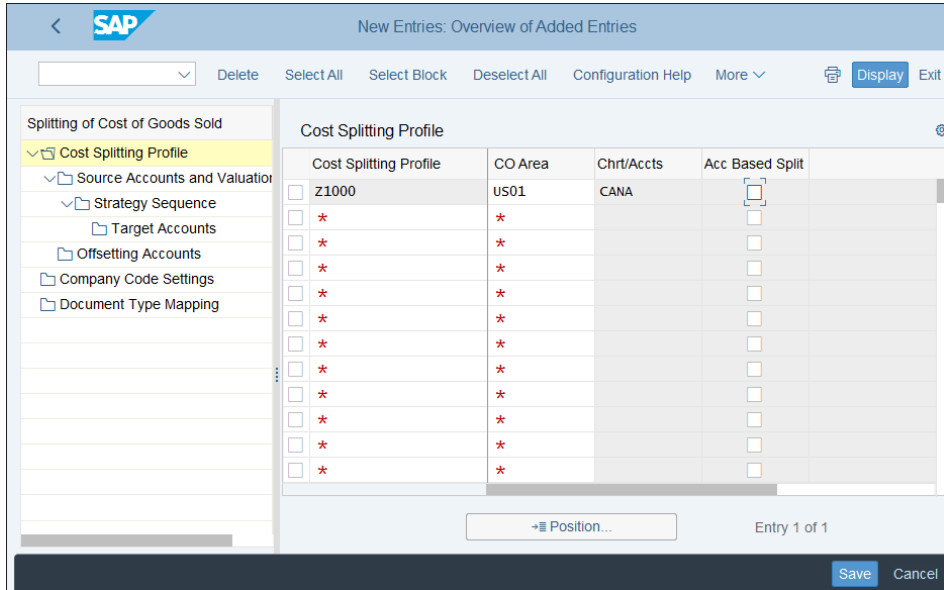 SAP New Entries: Overview of Added Entries
Delete Select All Select Block Deselect All Configuration Help More Display Exit
Splitting of Cost of Goods Sold
Cost Splitting Profile
Source Accounts and Valuation
Strategy Sequence
Target Accounts
Offsetting Accounts
Company Code Settings
Document Type Mapping
Cost Splitting Profile
Cost Splitting Profile CO Area Chrt/Accts Acc Based Split
Z1000 US01 CANA
* *
* *
* *
* *
* *
* *
* *
* *
* *
* *
* *
Position... Entry 1 of 1
Save Cancel